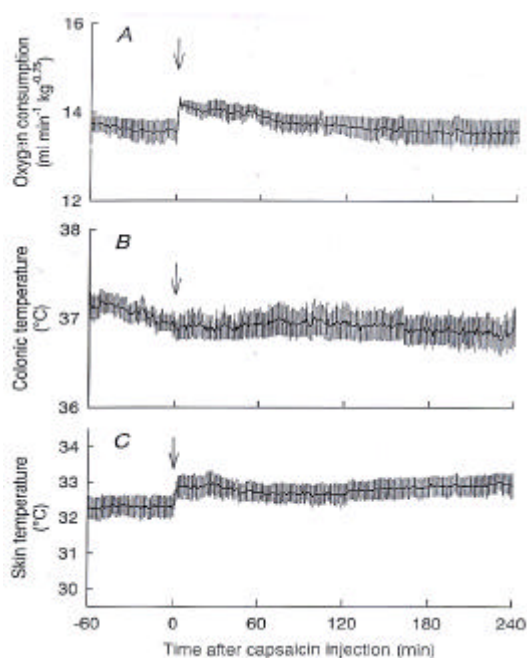 A
16
14
12
Oxygen consumption
(ml min⁻¹ kg⁻⁰·⁷⁵)
B
38
37
36
Colonic temperature
(°C)
C
34
33
32
31
30
Skin temperature
(°C)
-60 0 60 120 180 240
Time after capsaicin injection (min)